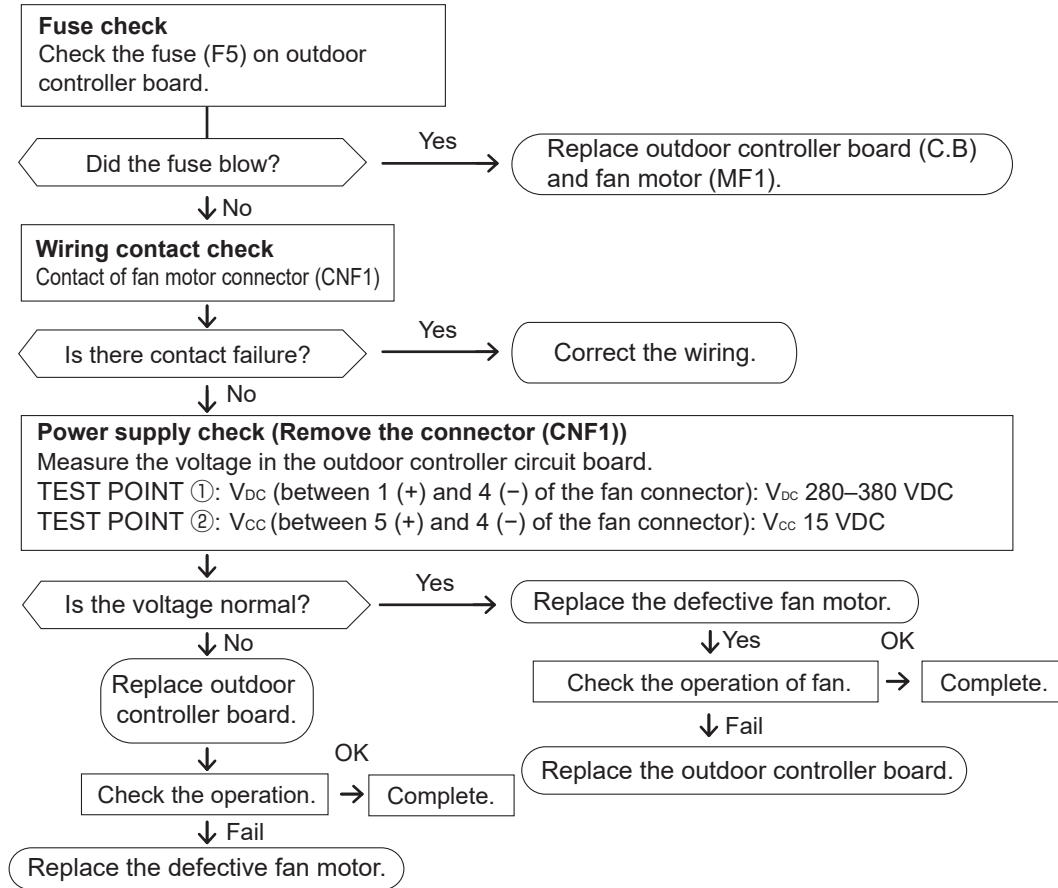 Fuse check
Check the fuse (F5) on outdoor
controller board.
Did the fuse blow?
Yes
Replace outdoor controller board (C.B)
and fan motor (MF1).
No
Wiring contact check
Contact of fan motor connector (CNF1)
Is there contact failure?
Yes
Correct the wiring.
No
Power supply check (Remove the connector (CNF1))
Measure the voltage in the outdoor controller circuit board.
TEST POINT ①: VDC (between 1 (+) and 4 (−) of the fan connector): VDC 280–380 VDC
TEST POINT ②: VCC (between 5 (+) and 4 (−) of the fan connector): VCC 15 VDC
Is the voltage normal?
Yes
Replace the defective fan motor.
Yes
Check the operation of fan.
OK
Complete.
Fail
Replace the outdoor controller board.
No
Replace outdoor
controller board.
Check the operation.
OK
Complete.
Fail
Replace the defective fan motor.